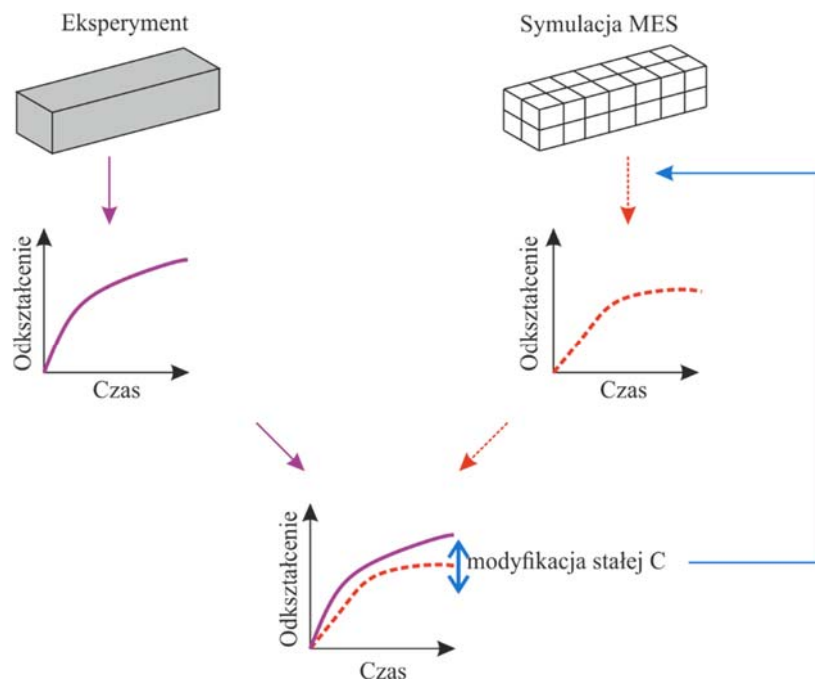 Eksperyment
Symulacja MES
Odkształcenie
Czas
Odkształcenie
Czas
Odkształcenie
modyfikacja stałej C
Czas